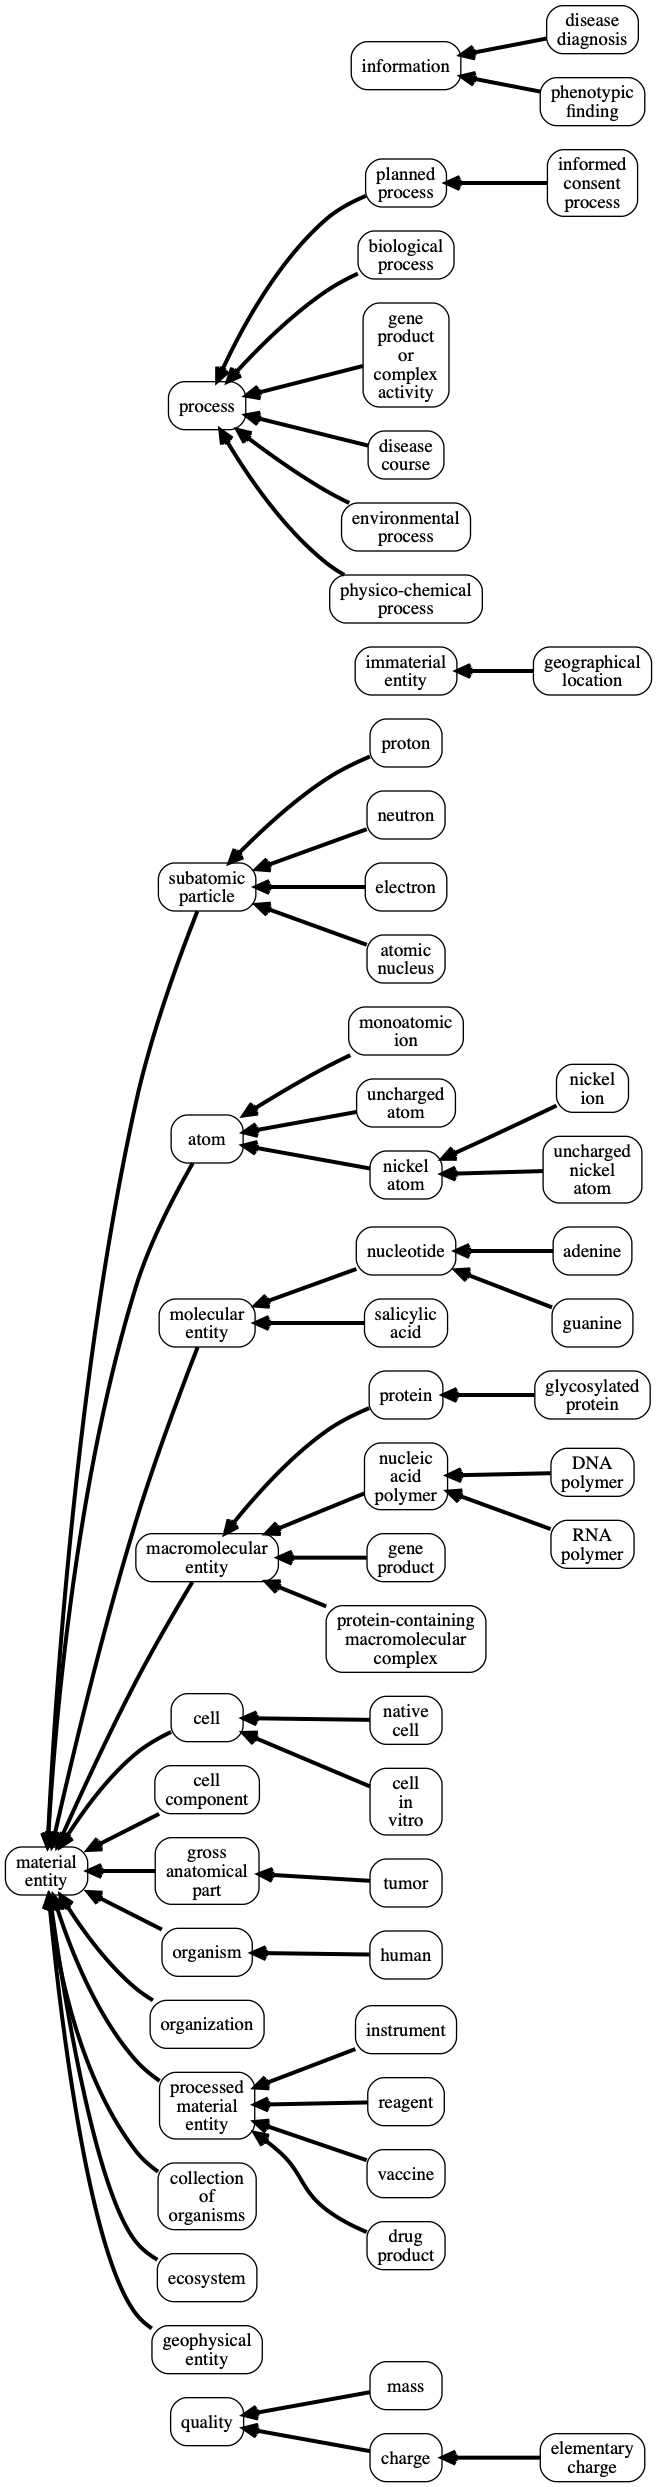 disease
diagnosis
information
phenotypic
finding
planned
process
informed
consent
process
biological
process
gene
product
or
complex
activity
process
disease
course
environmental
process
physico-chemical
process
immaterial
entity
geographical
location
proton
neutron
subatomic
particle
electron
atomic
nucleus
monoatomic
ion
uncharged
atom
nickel
ion
atom
nickel
atom
uncharged
nickel
atom
nucleotide
adenine
molecular
entity
salicylic
acid
guanine
protein
glycosylated
protein
nucleic
acid
polymer
DNA
polymer
RNA
polymer
macromolecular
entity
gene
product
protein-containing
macromolecular
complex
cell
native
cell
cell
component
cell
in
vitro
material
entity
gross
anatomical
part
tumor
organism
human
organization
instrument
processed
material
entity
reagent
vaccine
collection
of
organisms
drug
product
ecosystem
geophysical
entity
mass
quality
charge
elementary
charge